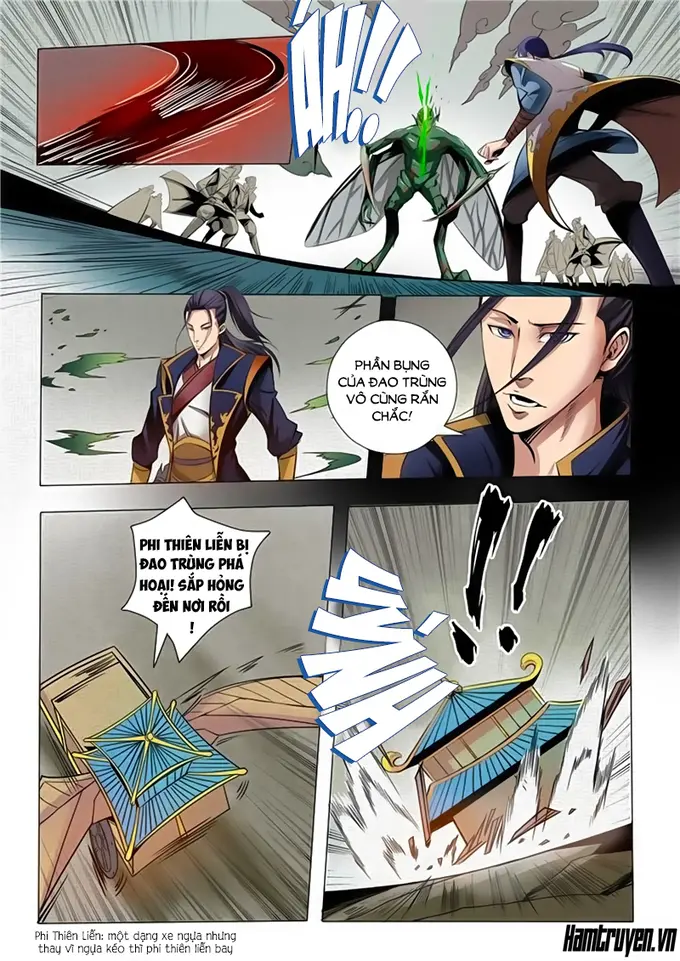 ÁH!!
PHẦN BỤNG
CỦA ĐAO TRÙNG
VÔ CÙNG RẮN
CHẮC!
PHI THIÊN LIỄN BỊ
ĐAO TRÙNG PHÁ
HOẠI! SẮP HỎNG
ĐẾN NƠI RỒI
!
Phi Thiên Liễn: một dạng xe ngựa nhưng
thay vì ngựa kéo thì phi thiên liễn bay
Hamtruyen.vn